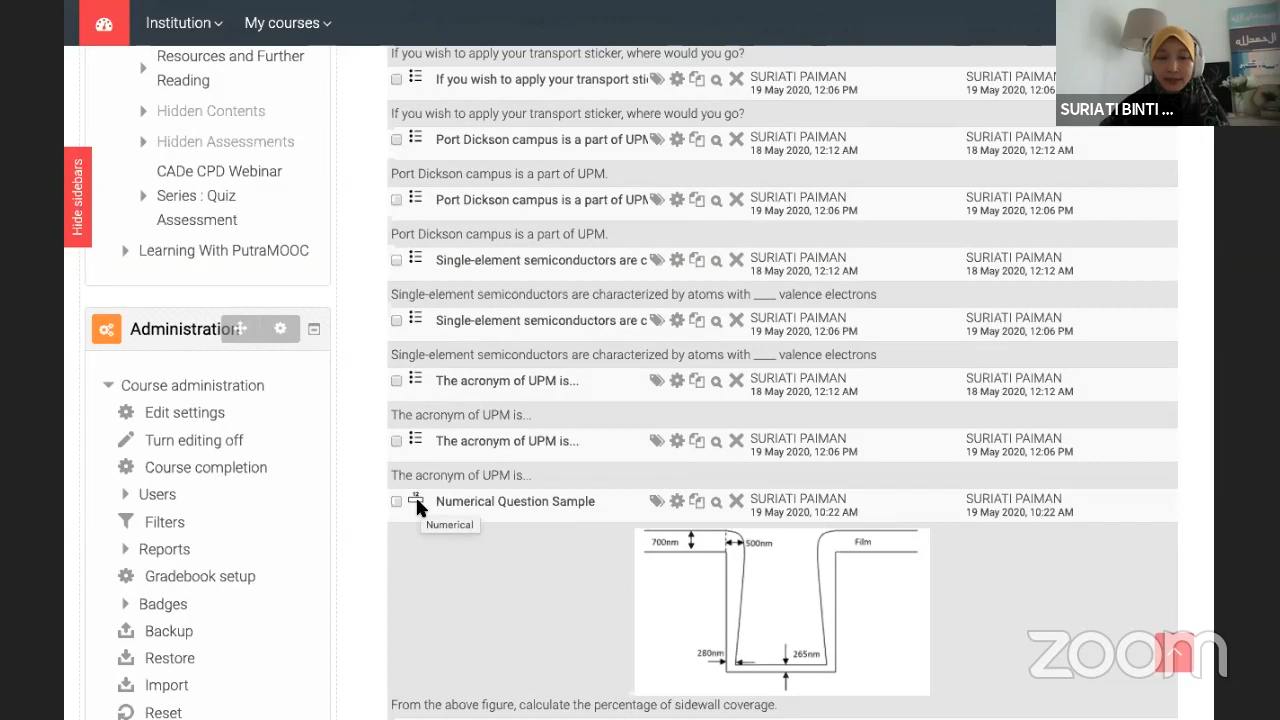 Institution
My courses
SURIATI BINTI ...
Resources and Further
Reading
Hidden Contents
Hidden Assessments
CADe CPD Webinar
Series : Quiz
Assessment
Learning With PutraMOOC
Hide sidebars
Administration
Course administration
Edit settings
Turn editing off
Course completion
Users
Filters
Reports
Gradebook setup
Badges
Backup
Restore
Import
Reset
If you wish to apply your transport sticker, where would you go?
If you wish to apply your transport sti
SURIATI PAIMAN
19 May 2020, 12:06 PM
SURIATI PAIMAN
19 May 2020, 12:06 PM
If you wish to apply your transport sticker, where would you go?
Port Dickson campus is a part of UPM
SURIATI PAIMAN
18 May 2020, 12:12 AM
SURIATI PAIMAN
18 May 2020, 12:12 AM
Port Dickson campus is a part of UPM.
Port Dickson campus is a part of UPM
SURIATI PAIMAN
19 May 2020, 12:06 PM
SURIATI PAIMAN
19 May 2020, 12:06 PM
Port Dickson campus is a part of UPM.
Single-element semiconductors are c
SURIATI PAIMAN
18 May 2020, 12:12 AM
SURIATI PAIMAN
18 May 2020, 12:12 AM
Single-element semiconductors are characterized by atoms with ____ valence electrons
Single-element semiconductors are c
SURIATI PAIMAN
19 May 2020, 12:06 PM
SURIATI PAIMAN
19 May 2020, 12:06 PM
Single-element semiconductors are characterized by atoms with ____ valence electrons
The acronym of UPM is...
SURIATI PAIMAN
18 May 2020, 12:12 AM
SURIATI PAIMAN
18 May 2020, 12:12 AM
The acronym of UPM is...
The acronym of UPM is...
SURIATI PAIMAN
19 May 2020, 12:06 PM
SURIATI PAIMAN
19 May 2020, 12:06 PM
The acronym of UPM is...
12
Numerical Question Sample
SURIATI PAIMAN
19 May 2020, 10:22 AM
SURIATI PAIMAN
19 May 2020, 10:22 AM
Numerical
700nm
500nm
Film
280nm
265nm
From the above figure, calculate the percentage of sidewall coverage.
zoom